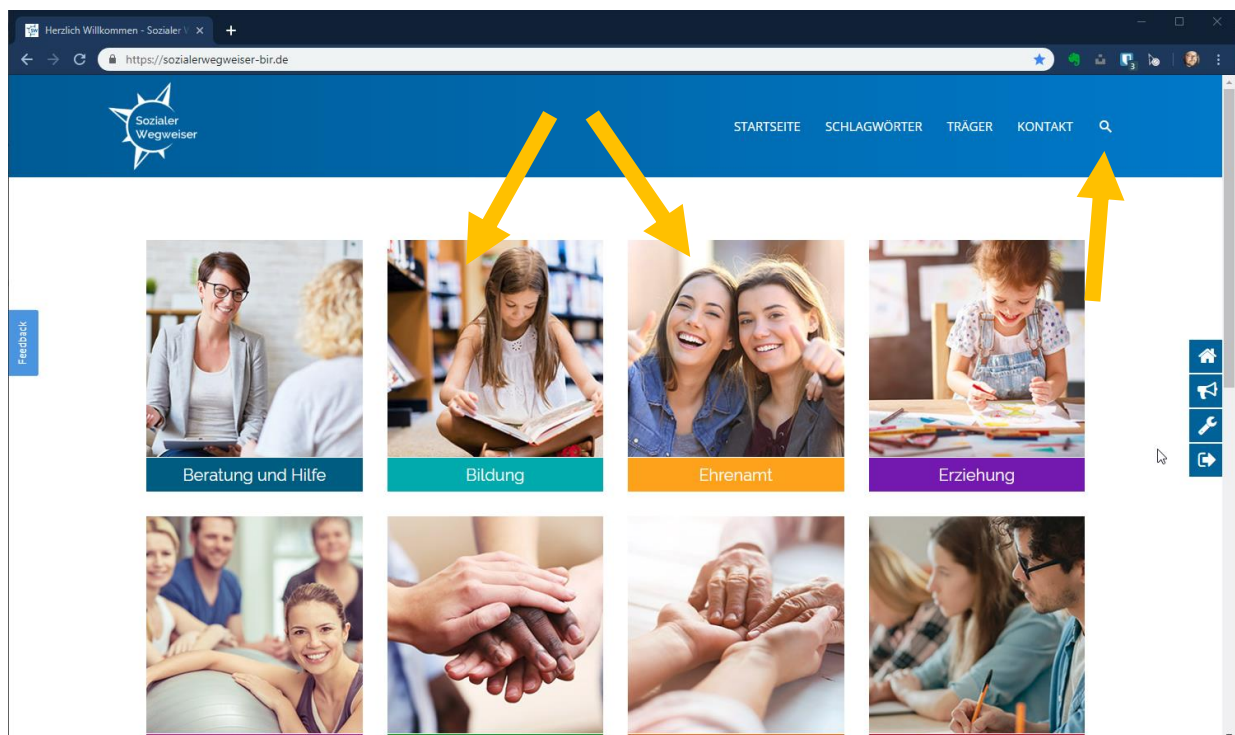 Herzlich Willkommen - Sozialer
https://sozialerwegweiser-bir.de
3
Sozialer
Wegweiser
STARTSEITE SCHLAGWÖRTER TRÄGER KONTAKT
Feedback
Beratung und Hilfe Bildung Ehrenamt Erziehung